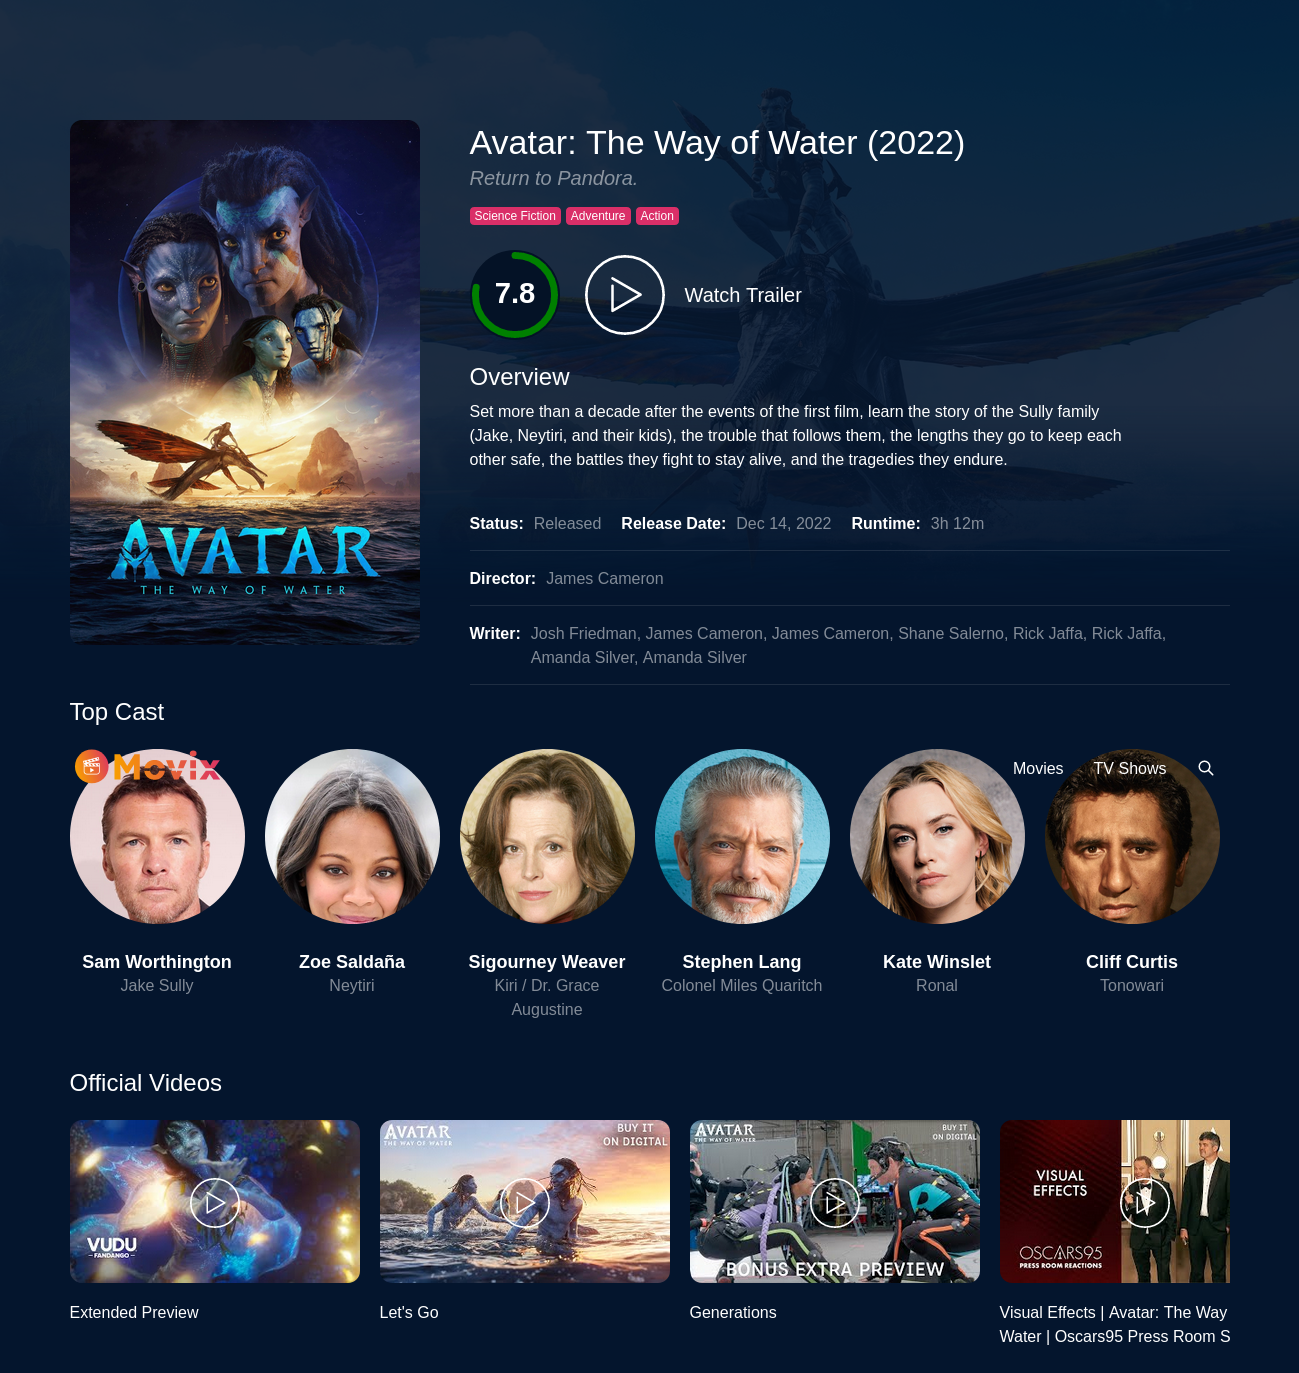 Avatar: The Way of Water (2022)
Return to Pandora.
Science Fiction Adventure Action
7.8 Watch Trailer
Overview
Set more than a decade after the events of the first film, learn the story of the Sully family
(Jake, Neytiri, and their kids), the trouble that follows them, the lengths they go to keep each
other safe, the battles they fight to stay alive, and the tragedies they endure.
Status: Released Release Date: Dec 14, 2022 Runtime: 3h 12m
Director: James Cameron
Writer: Josh Friedman, James Cameron, James Cameron, Shane Salerno, Rick Jaffa, Rick Jaffa,
Amanda Silver, Amanda Silver
AVATAR
THE WAY OF WATER
Top Cast
Movix Movies TV Shows
Sam Worthington
Jake Sully
Zoe Saldaña
Neytiri
Sigourney Weaver
Kiri / Dr. Grace
Augustine
Stephen Lang
Colonel Miles Quaritch
Kate Winslet
Ronal
Cliff Curtis
Tonowari
Official Videos
VUDU
FANDANGO
Extended Preview
AVATAR
THE WAY OF WATER
BUY IT
ON DIGITAL
Let's Go
AVATAR
THE WAY OF WATER
BUY IT
ON DIGITAL
BONUS EXTRA PREVIEW
Generations
VISUAL
EFFECTS
OSCARS95
PRESS ROOM REACTIONS
Visual Effects | Avatar: The Way
Water | Oscars95 Press Room S